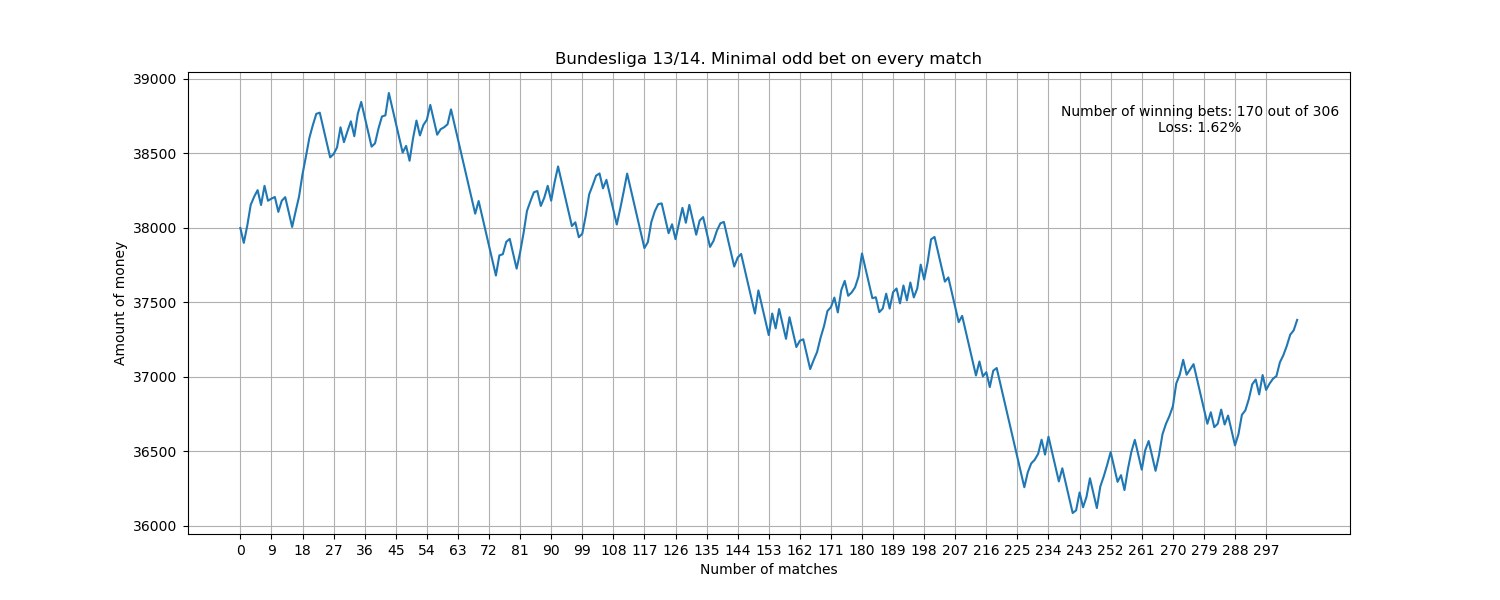 Bundesliga 13/14. Minimal odd bet on every match
39000
Number of winning bets: 170 out of 306
Loss: 1.62%
38500
38000
Amount of money
37500
37000
36500
36000
0 9 18 27 36 45 54 63 72 81 90 99 108 117 126 135 144 153 162 171 180 189 198 207 216 225 234 243 252 261 270 279 288 297
Number of matches